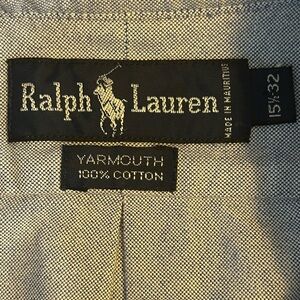 Ralph Lauren
MADE IN MAURITIUS
15½-32
YARMOUTH
100% COTTON